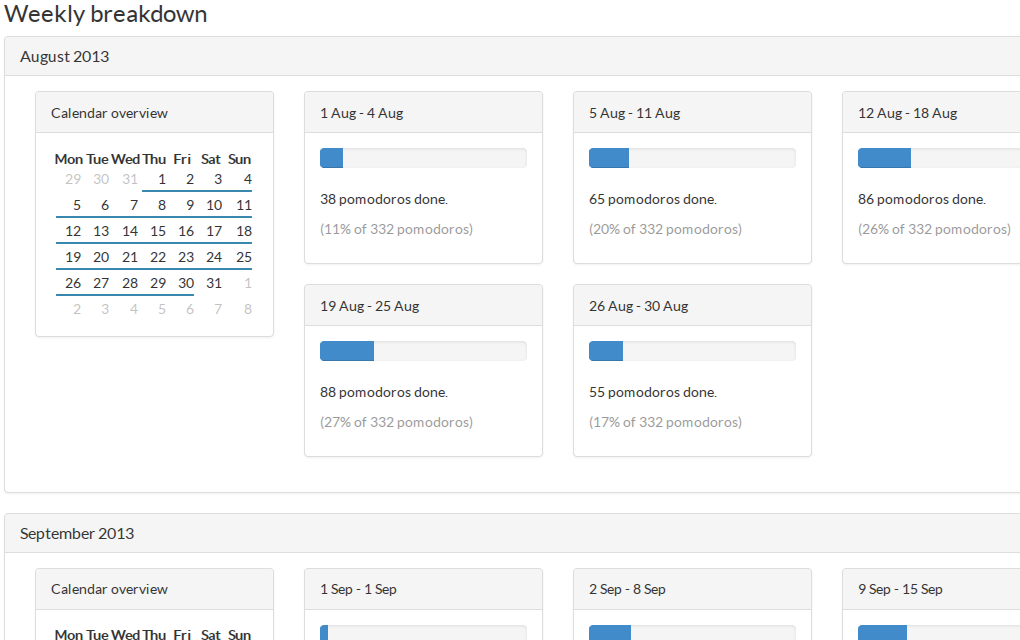 Weekly breakdown
August 2013
Calendar overview
Mon Tue Wed Thu Fri Sat Sun
29 30 31 1 2 3 4
5 6 7 8 9 10 11
12 13 14 15 16 17 18
19 20 21 22 23 24 25
26 27 28 29 30 31 1
2 3 4 5 6 7 8
1 Aug - 4 Aug
38 pomodoros done.
(11% of 332 pomodoros)
5 Aug - 11 Aug
65 pomodoros done.
(20% of 332 pomodoros)
12 Aug - 18 Aug
86 pomodoros done.
(26% of 332 pomodoros)
19 Aug - 25 Aug
88 pomodoros done.
(27% of 332 pomodoros)
26 Aug - 30 Aug
55 pomodoros done.
(17% of 332 pomodoros)
September 2013
Calendar overview
Mon Tue Wed Thu Fri Sat Sun
1 Sep - 1 Sep
2 Sep - 8 Sep
9 Sep - 15 Sep